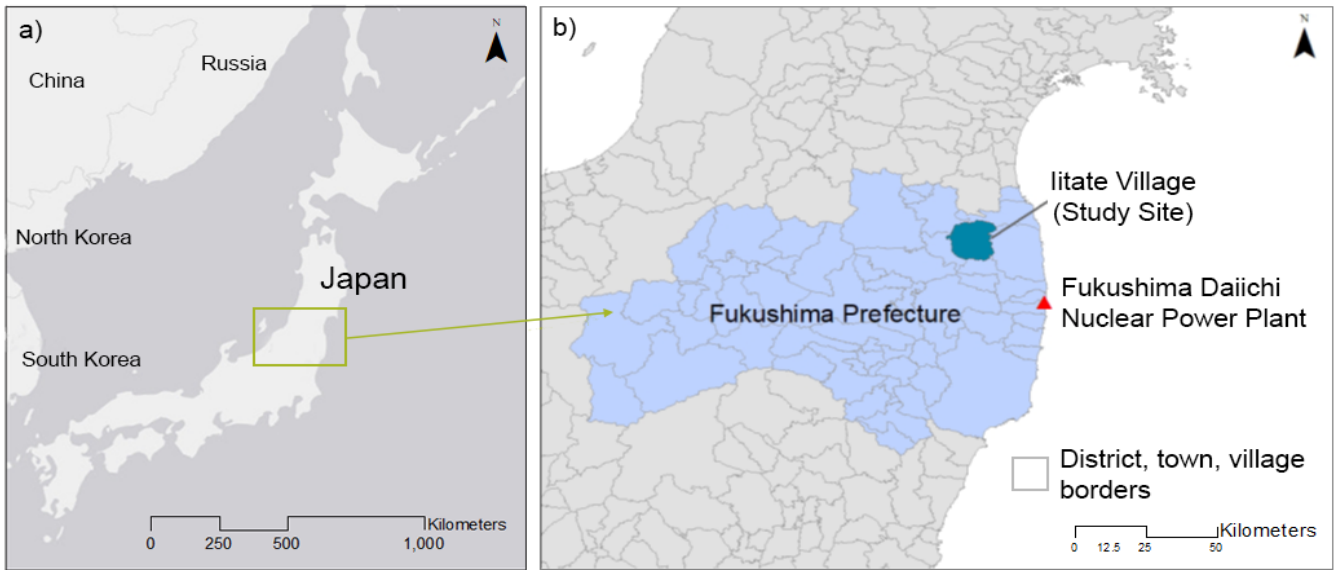 a)
N
Russia
China
North Korea
Japan
South Korea
Kilometers
0 250 500 1,000
b)
N
Iitate Village
(Study Site)
Fukushima Daiichi
Nuclear Power Plant
Fukushima Prefecture
District, town, village
borders
Kilometers
0 12.5 25 50